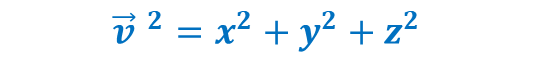 v⃗ ² = x² + y² + z²